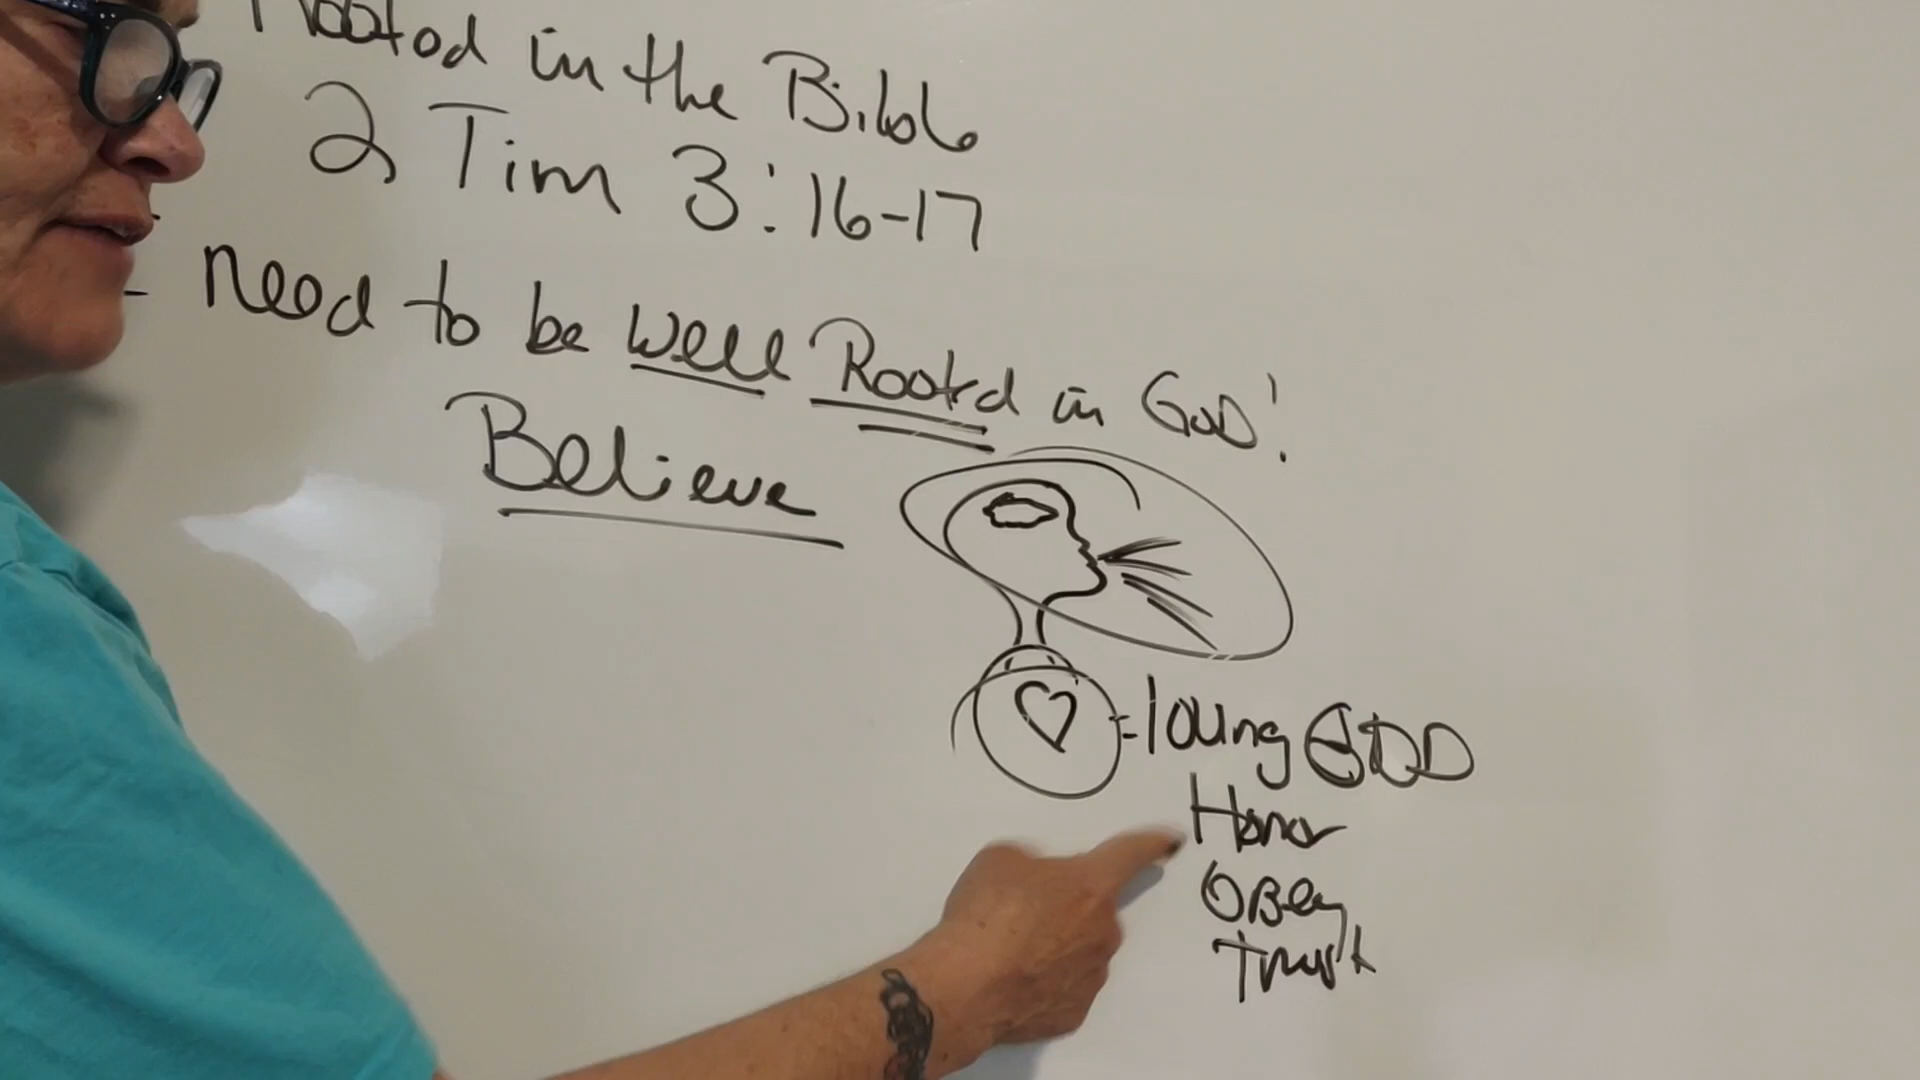 Rooted in the Bible
2 Tim 3:16-17
- Need to be Well Rooted in GOD!
Believe
= loving GOD
Honor
OBey
Trust